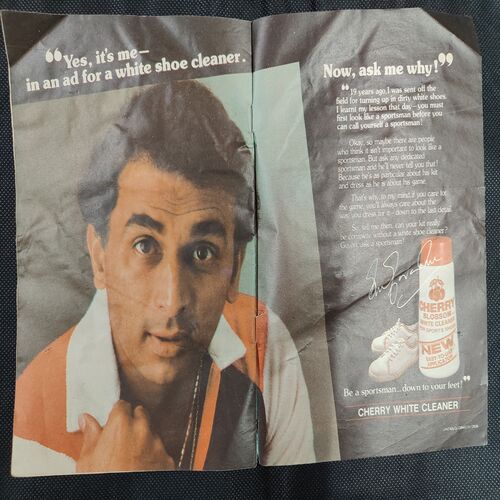 “Yes, it's me—
in an ad for a white shoe cleaner.
Now, ask me why!”
“19 years ago, I was sent off the
field for turning up in dirty white shoes.
I learnt my lesson that day—you must
first look like a sportsman before you
can call yourself a sportsman!
Okay, so maybe there are people
who think it isn't important to look like a
sportsman. But ask any dedicated
sportsman and he'll never tell you that!
Because he's as particular about his kit
and dress as he is about his game.
That's why, to my mind if you care for
the game, you'll always care about the
way you dress for it—down to the last detail.
So, tell me then, can your kit really
be complete without a white shoe cleaner?
Go on, ask a sportsman!
CHERRY
BLOSSOM
WHITE CLEANER
FOR SPORTS SHOES
NEW
EASY-TO-USE
APPLICATOR
Be a sportsman...down to your feet!”
CHERRY WHITE CLEANER